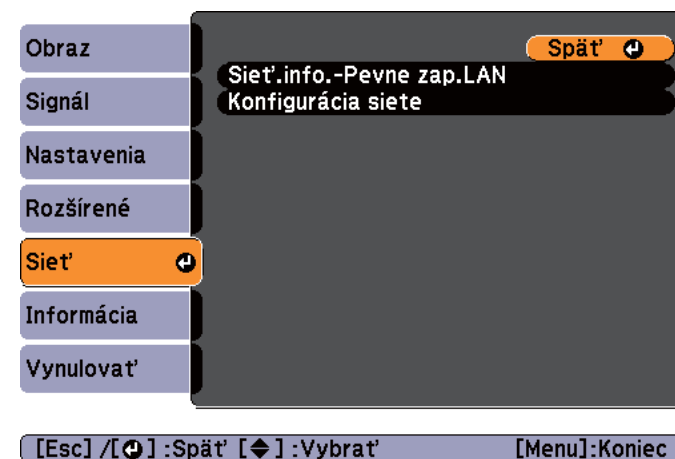 Obraz
Signál
Nastavenia
Rozšírené
Sieť
Informácia
Vynulovať
Späť
Sieť.info.-Pevne zap.LAN
Konfigurácia siete
[Esc] /[ ] :Späť [ ] :Vybrať [Menu]:Koniec